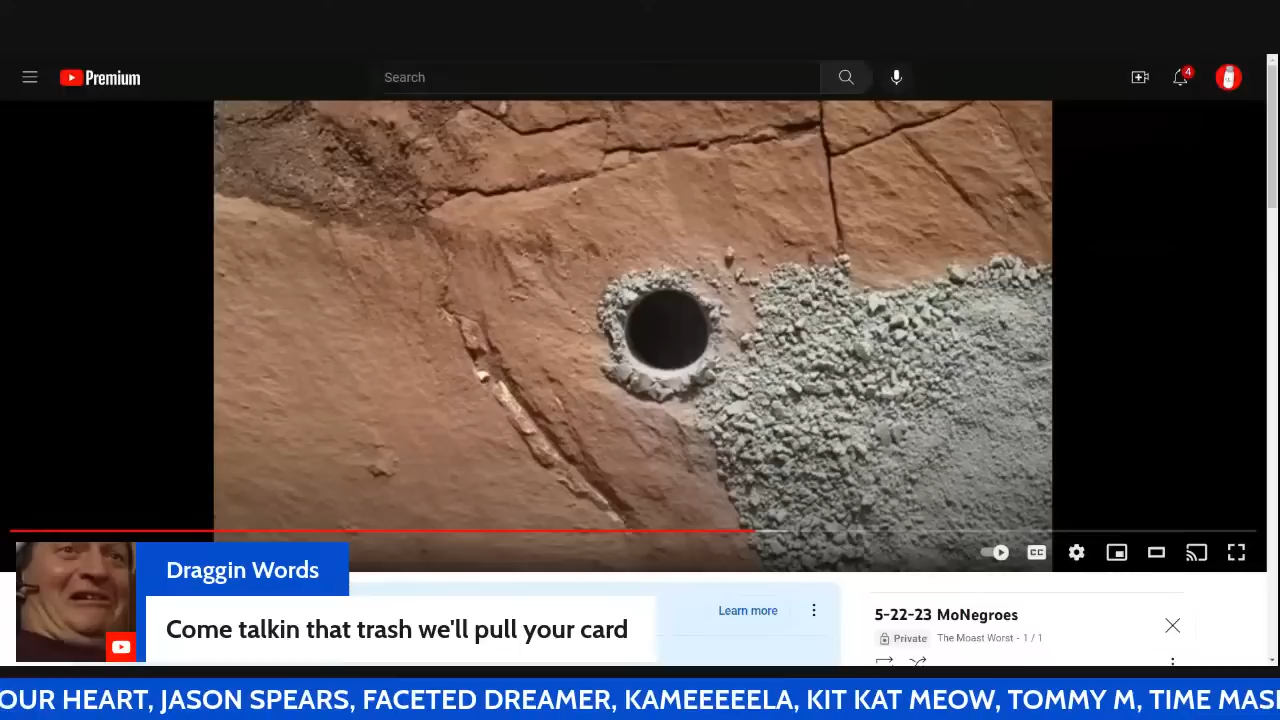 Premium
Search
4
CC
Draggin Words
Come talkin that trash we'll pull your card
Learn more
5-22-23 MoNegroes
Private
The Moast Worst - 1 / 1
OUR HEART, JASON SPEARS, FACETED DREAMER, KAMEEEEELA, KIT KAT MEOW, TOMMY M, TIME MAS